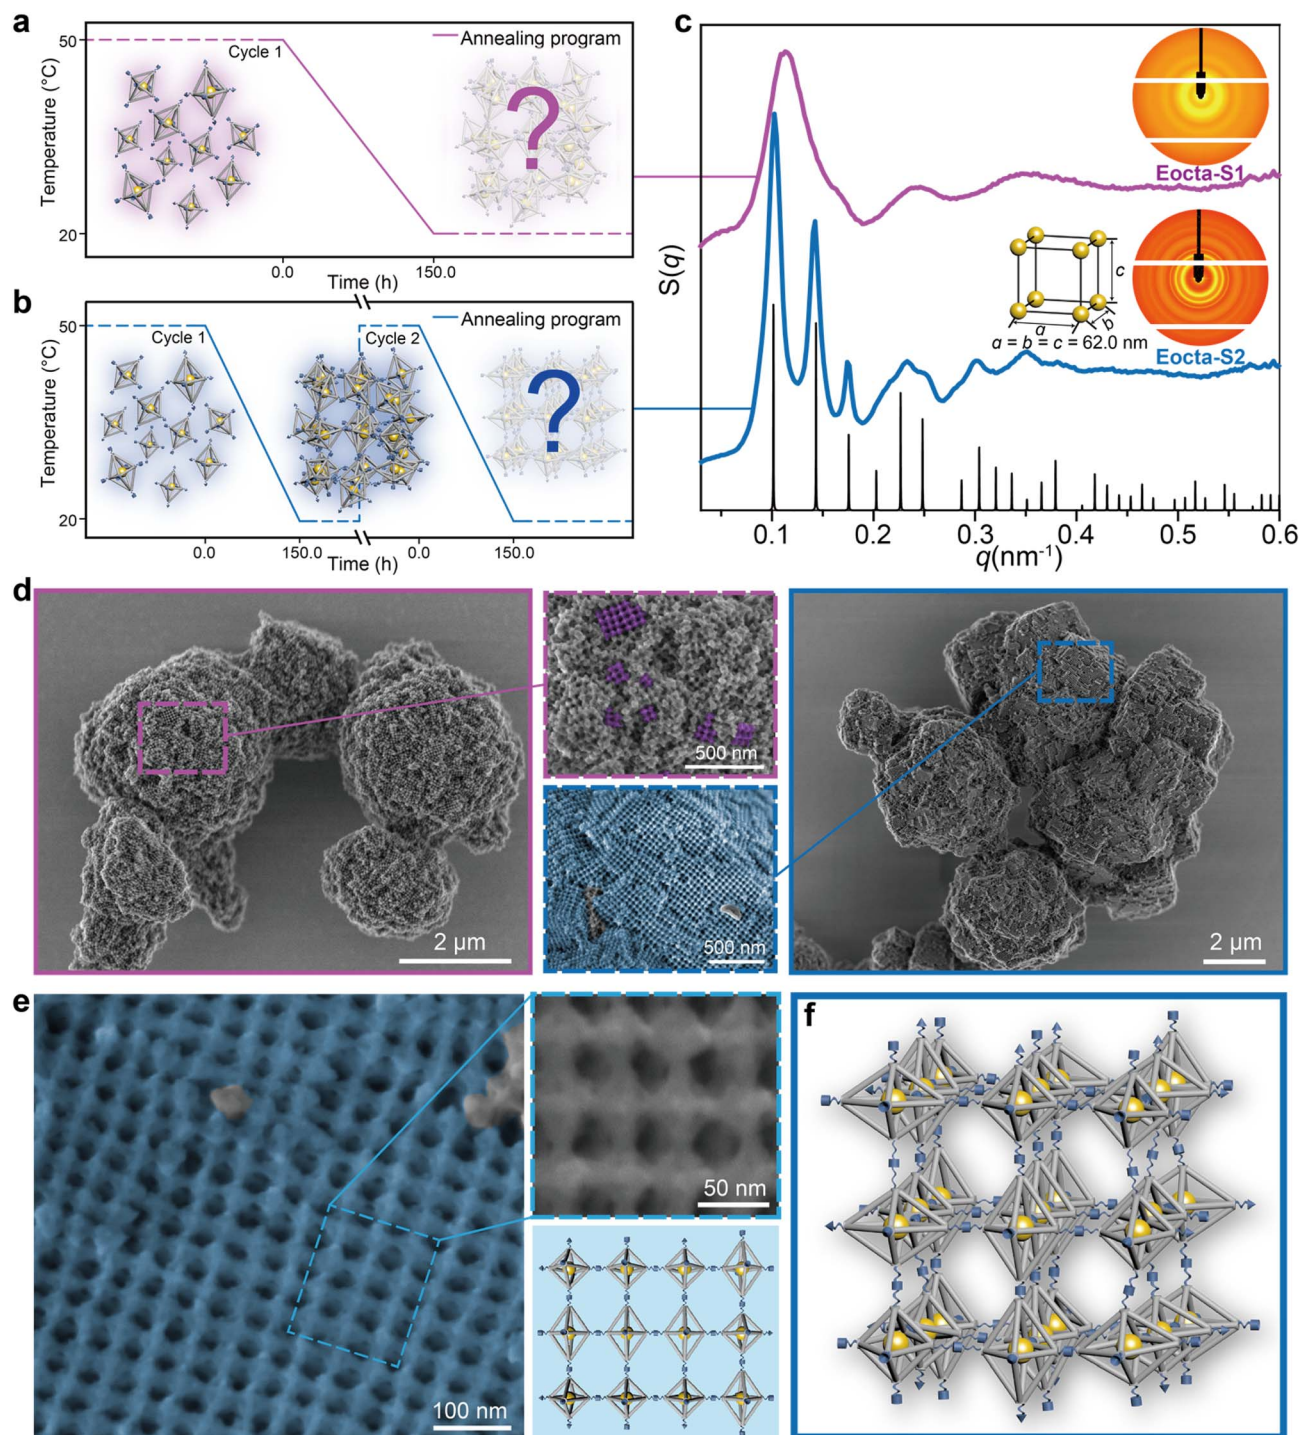 a
50
20
Temperature (°C)
Cycle 1
Annealing program
?
0.0
150.0
Time (h)
b
50
20
Temperature (°C)
Cycle 1
Cycle 2
Annealing program
?
0.0
150.0
0.0
150.0
Time (h)
c
S(q)
Eocta-S1
c
b
a
a = b = c = 62.0 nm
Eocta-S2
0.1
0.2
0.3
0.4
0.5
0.6
q(nm⁻¹)
d
2 µm
500 nm
500 nm
2 µm
e
100 nm
50 nm
f